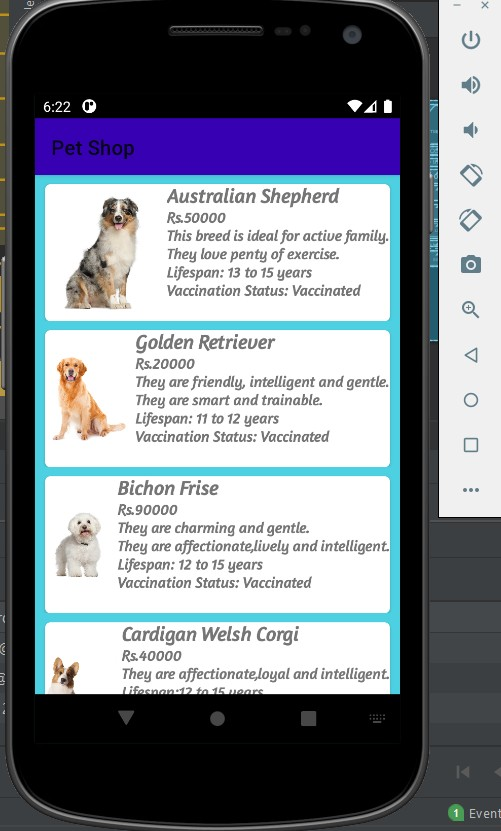 6:22
Pet Shop
Australian Shepherd
Rs.50000
This breed is ideal for active family.
They love penty of exercise.
Lifespan: 13 to 15 years
Vaccination Status: Vaccinated
Golden Retriever
Rs.20000
They are friendly, intelligent and gentle.
They are smart and trainable.
Lifespan: 11 to 12 years
Vaccination Status: Vaccinated
Bichon Frise
Rs.90000
They are charming and gentle.
They are affectionate,lively and intelligent.
Lifespan: 12 to 15 years
Vaccination Status: Vaccinated
Cardigan Welsh Corgi
Rs.40000
They are affectionate,loyal and intelligent.
Lifespan:12 to 15 years
1 Event